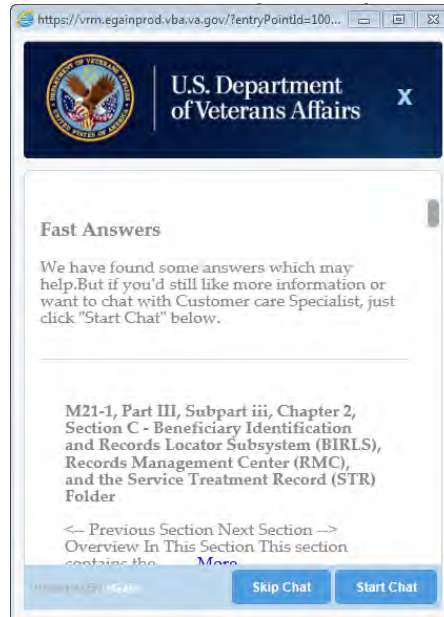 https://vrm.egainprod.vba.va.gov/?entryPointId=100...
U.S. Department
of Veterans Affairs
X
Fast Answers
We have found some answers which may
help.But if you'd still like more information or
want to chat with Customer care Specialist, just
click "Start Chat" below.
M21-1, Part III, Subpart iii, Chapter 2,
Section C - Beneficiary Identification
and Records Locator Subsystem (BIRLS),
Records Management Center (RMC),
and the Service Treatment Record (STR)
Folder
<-- Previous Section Next Section -->
Overview In This Section This section
contains the More
Skip Chat
Start Chat